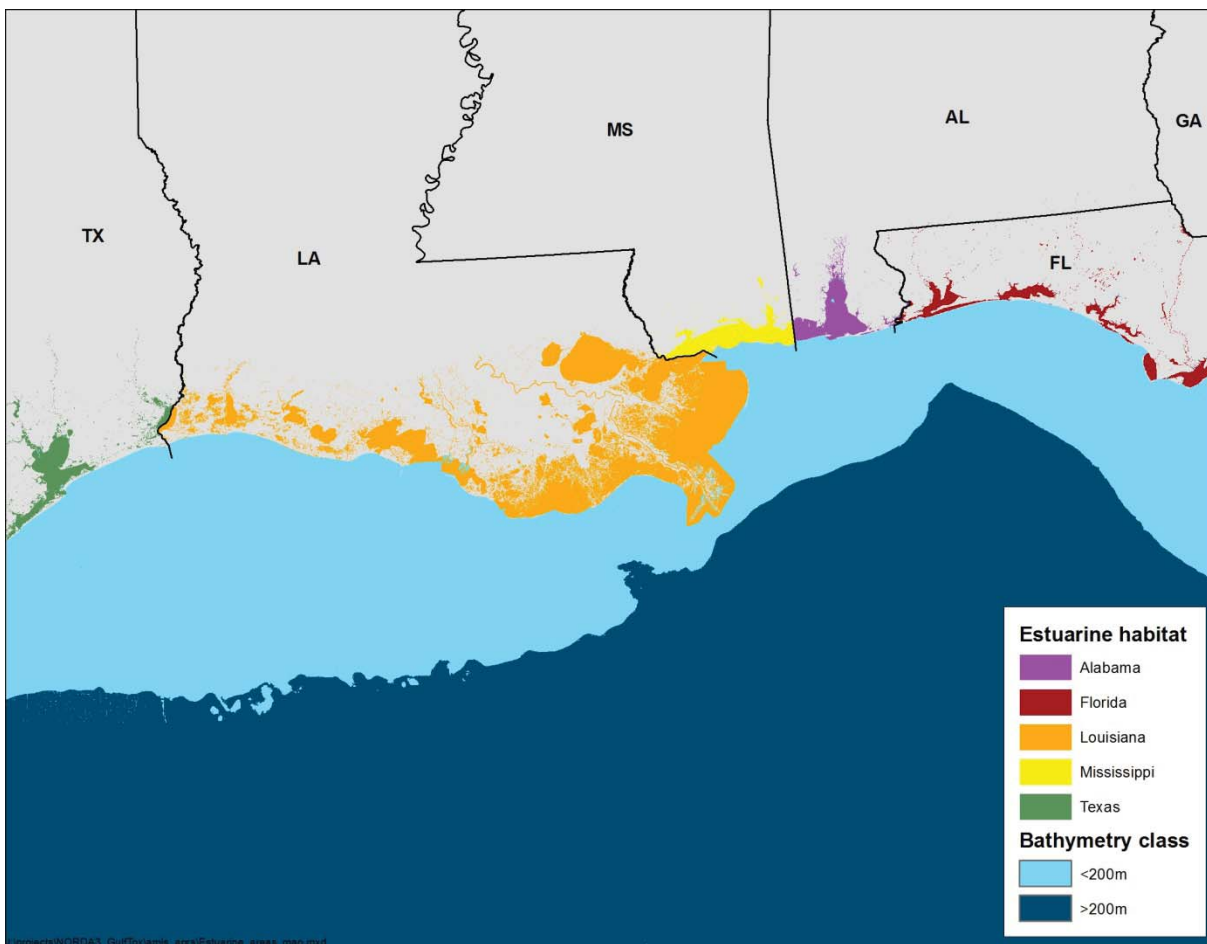 MS
AL
GA
TX
LA
FL
Estuarine habitat
Alabama
Florida
Louisiana
Mississippi
Texas
Bathymetry class
<200m
>200m